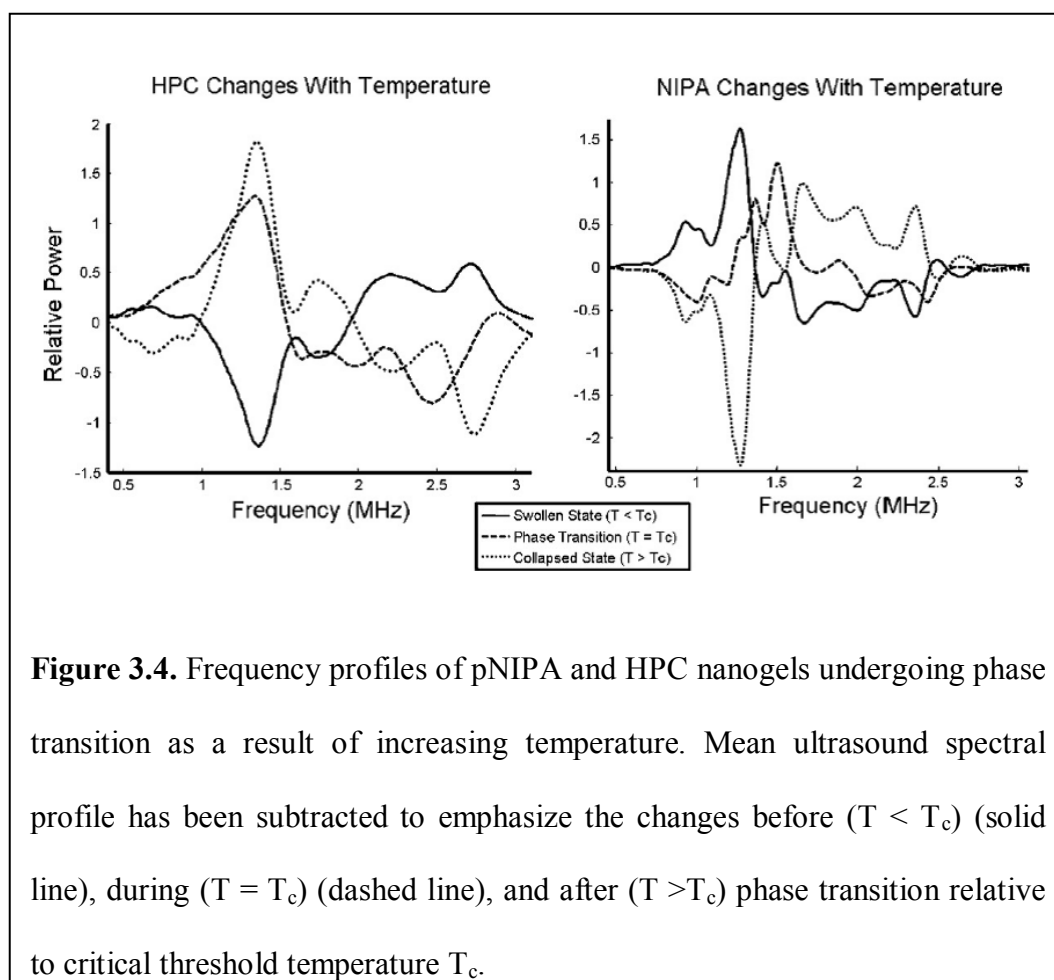 HPC Changes With Temperature
NIPA Changes With Temperature
Relative Power
2
1.5
1
0.5
0
-0.5
-1
-1.5
0.5 1 1.5 2 2.5 3
Frequency (MHz)
1.5
1
0.5
0
-0.5
-1
-1.5
-2
0.5 1 1.5 2 2.5 3
Frequency (MHz)
Swollen State (T < Tc)
Phase Transition (T = Tc)
Collapsed State (T > Tc)
Figure 3.4. Frequency profiles of pNIPA and HPC nanogels undergoing phase
transition as a result of increasing temperature. Mean ultrasound spectral
profile has been subtracted to emphasize the changes before (T < Tc) (solid
line), during (T = Tc) (dashed line), and after (T >Tc) phase transition relative
to critical threshold temperature Tc.